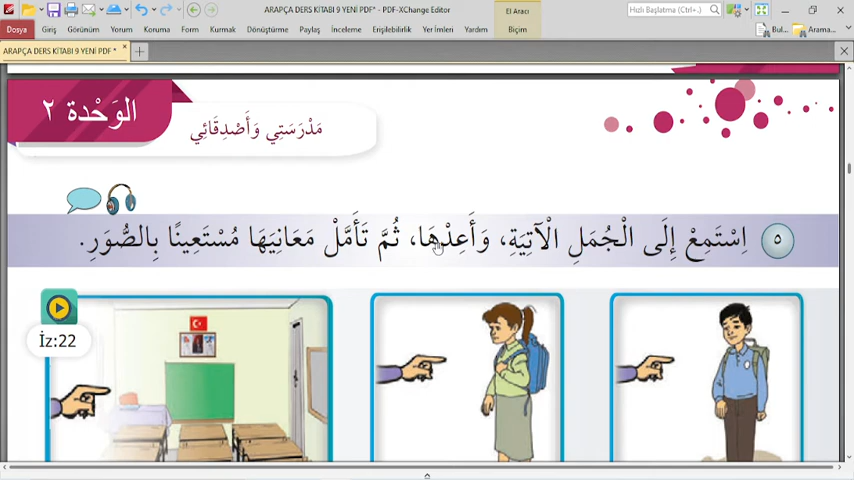 ARAPÇA DERS KİTABI 9 YENİ PDF* - PDF-XChange Editor
El Aracı
Hızlı Başlatma (Ctrl+.)
Dosya Giriş Görünüm Yorum Koruma Form Kurmak Dönüştürme Paylaş İnceleme Erişilebilirlik Yer İmleri Yardım Biçim Bul... Arama...
ARAPÇA DERS KİTABI 9 YENİ PDF *
الوَحْدة ٢
مَدْرَسَتِي وَأَصْدِقَائِي
٥ اِسْتَمِعْ إِلَى الْجُمَلِ الْآتِيَةِ، وَأَعِدْهَا، ثُمَّ تَأَمَّلْ مَعَانِيَهَا مُسْتَعِينًا بِالصُّوَرِ.
İz:22